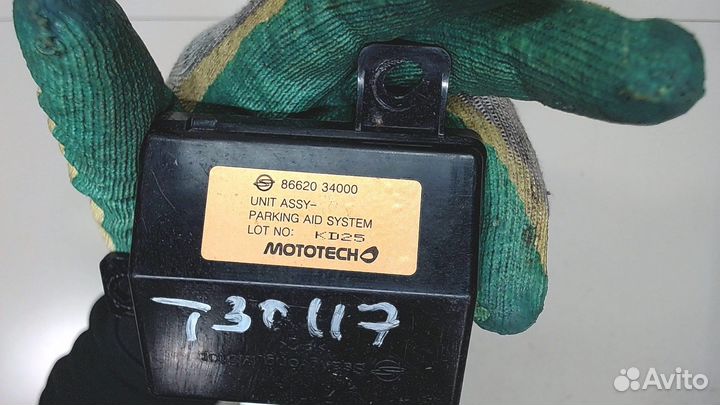 86620 34000
UNIT ASSY-
PARKING AID SYSTEM
LOT NO: KD25
MOTOTECH
T30117
Avito